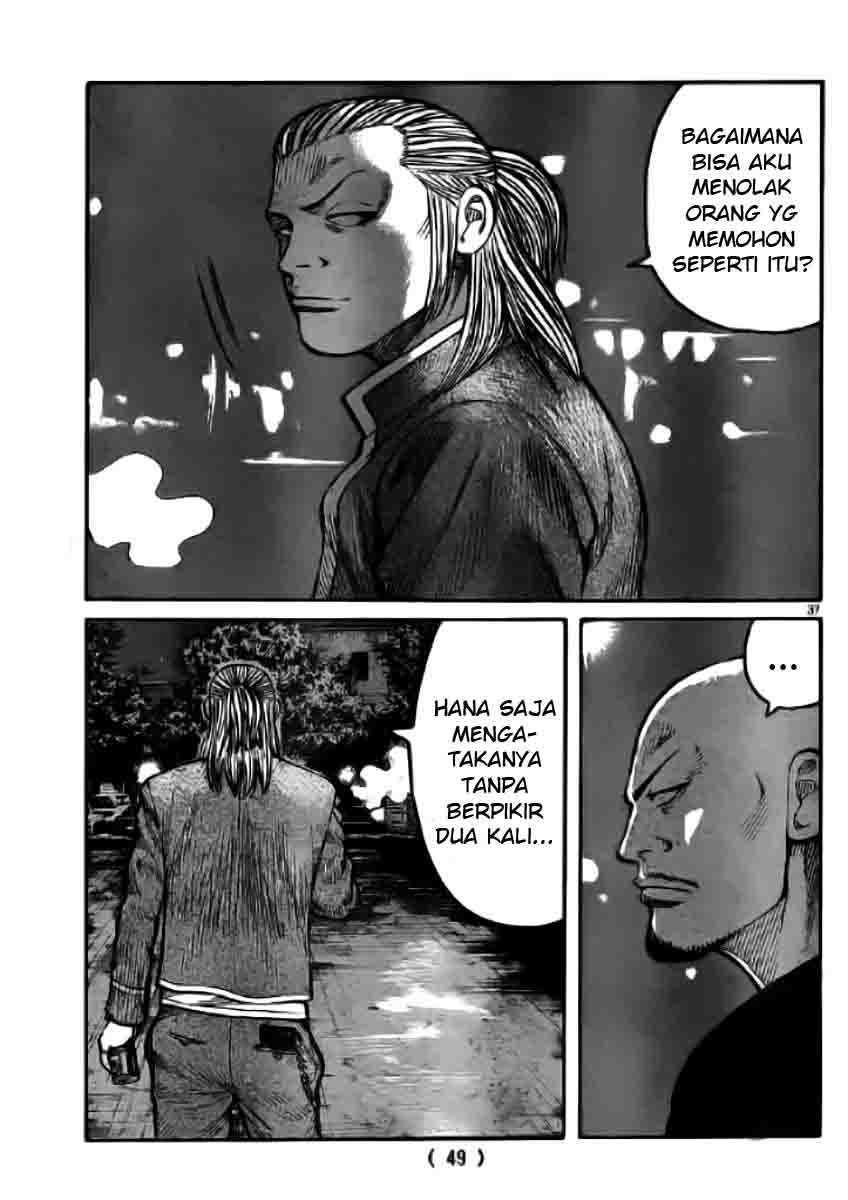 BAGAIMANA
BISA AKU
MENOLAK
ORANG YG
MEMOHON
SEPERTI ITU?
37
...
HANA SAJA
MENGA-
TAKANYA
TANPA
BERPIKIR
DUA KALI...
( 49 )